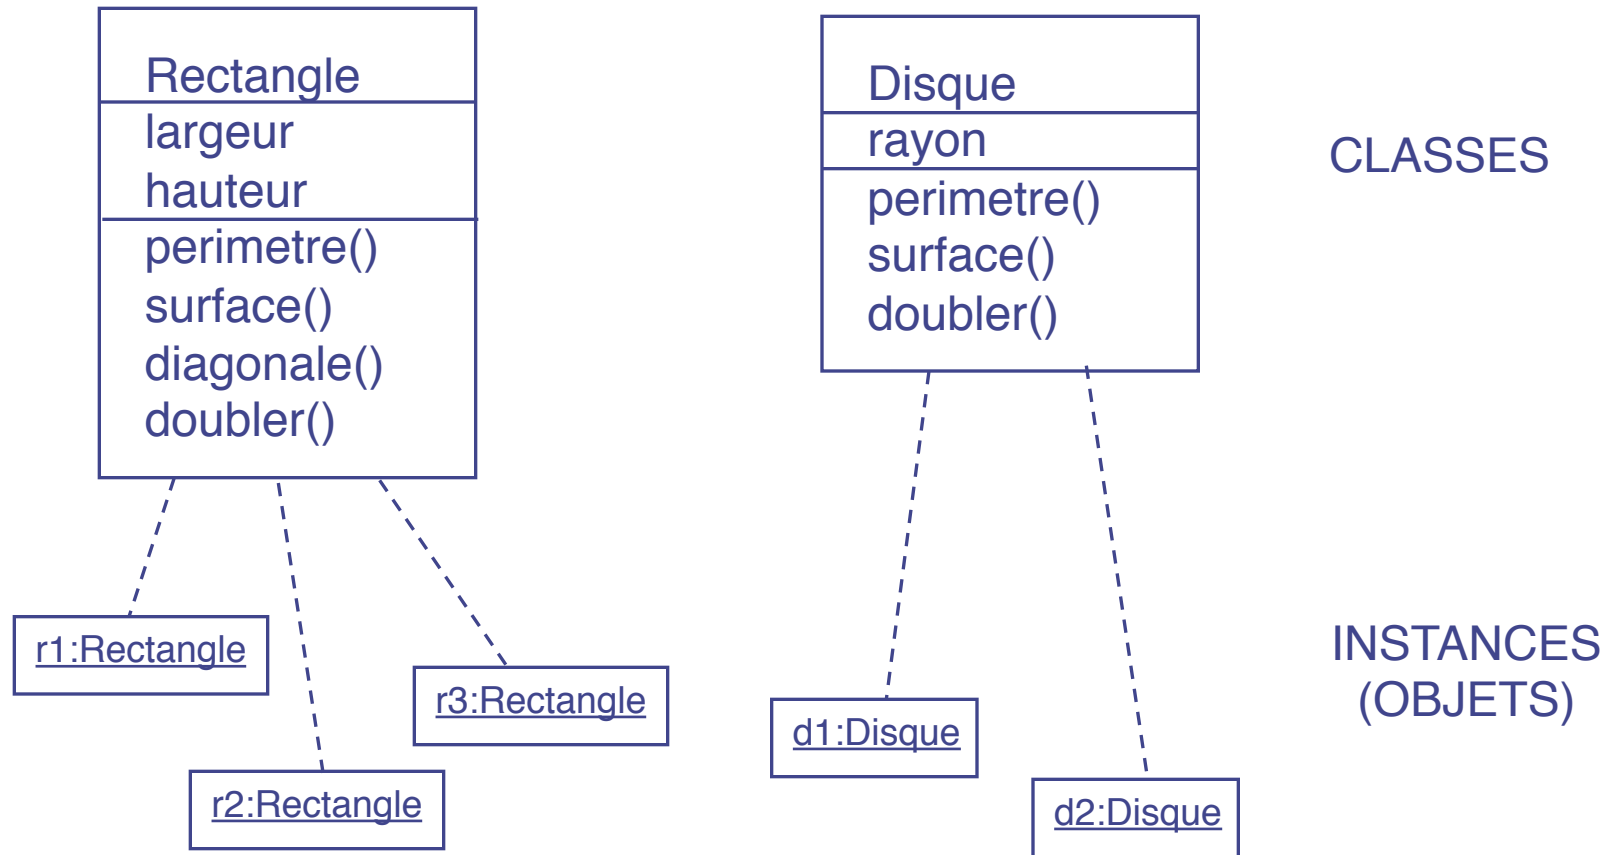 Rectangle
largeur
hauteur
perimetre()
surface()
diagonale()
doubler()
Disque
rayon
perimetre()
surface()
doubler()
CLASSES
r1:Rectangle
r2:Rectangle
r3:Rectangle
d1:Disque
d2:Disque
INSTANCES
(OBJETS)